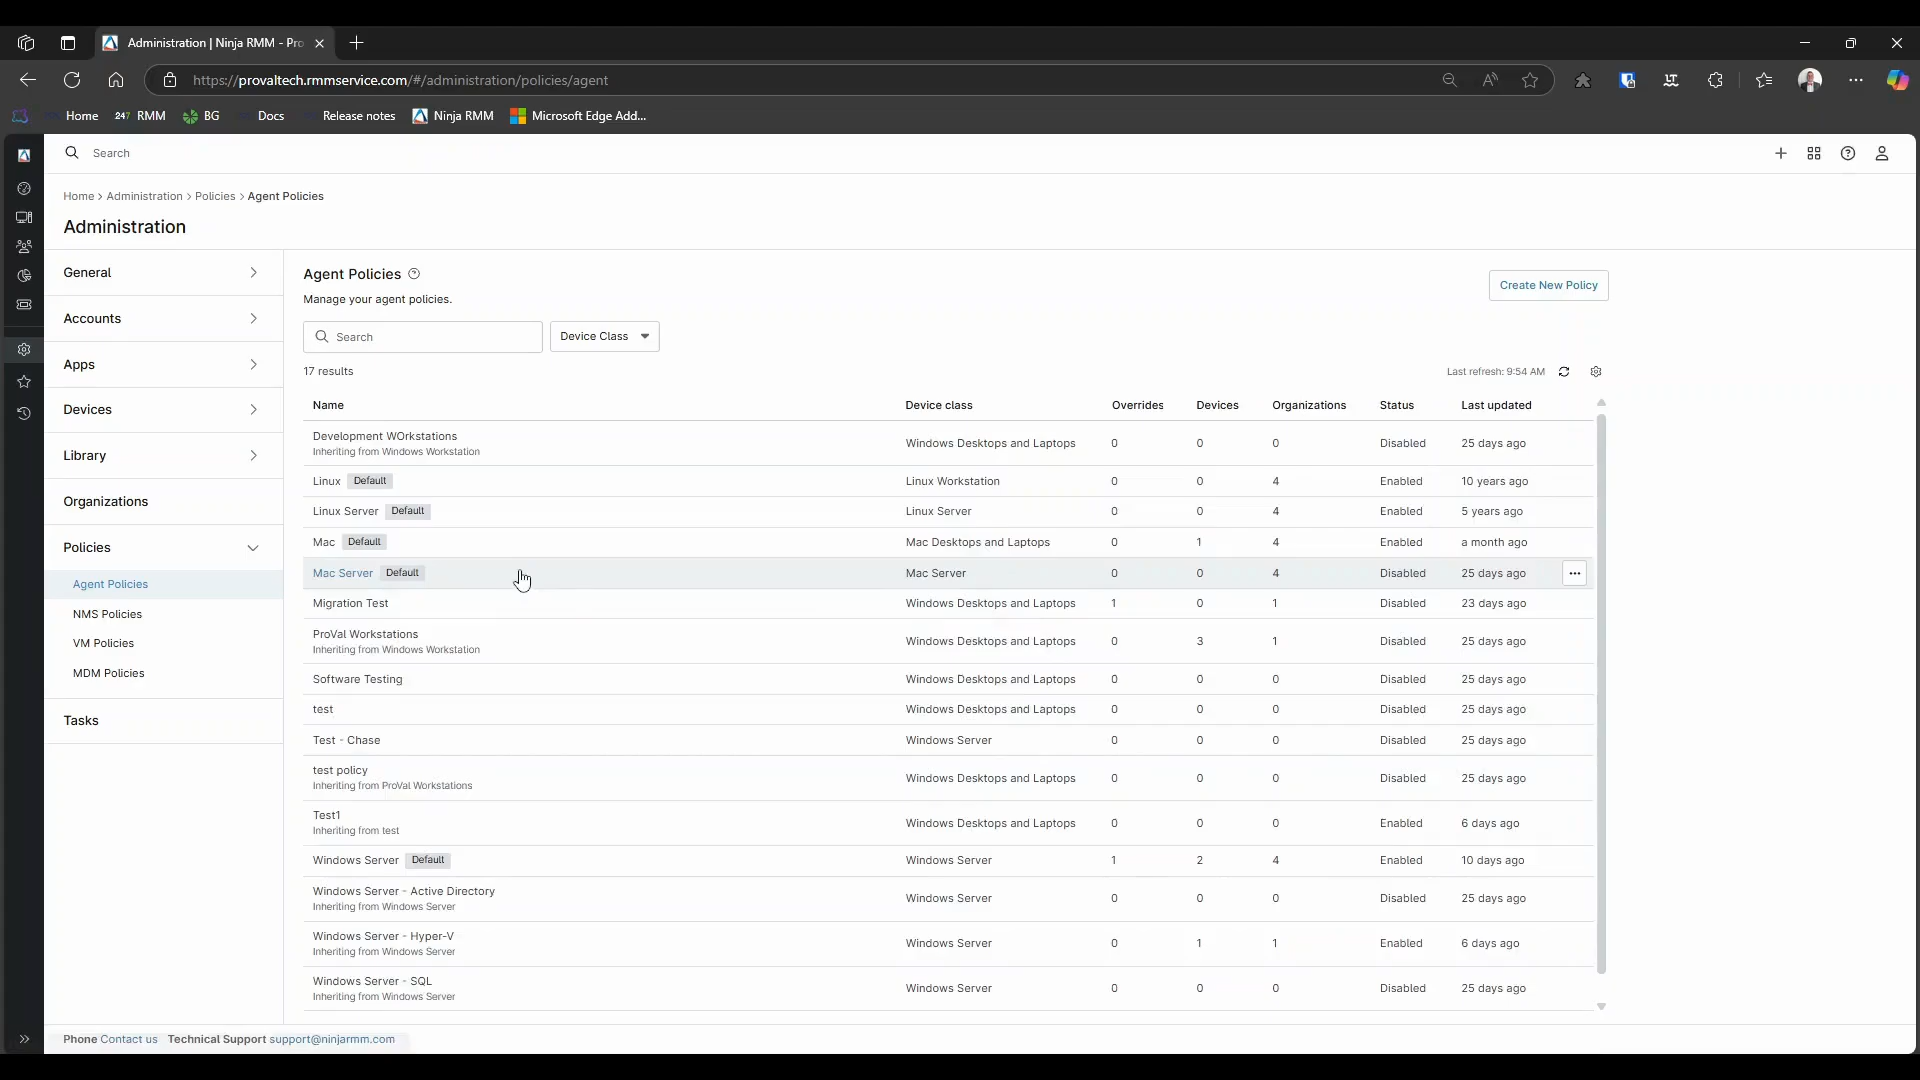 Administration | Ninja RMM - Pro
https://provaltech.rmmservice.com/#/administration/policies/agent
Home
247 RMM
BG
Docs
Release notes
Ninja RMM
Microsoft Edge Add...
Search
Home > Administration > Policies > Agent Policies
Administration
General
Accounts
Apps
Devices
Library
Organizations
Policies
Agent Policies
NMS Policies
VM Policies
MDM Policies
Tasks
Agent Policies
Manage your agent policies.
Create New Policy
Search
Device Class
17 results
Last refresh: 9:54 AM
Name Device class Overrides Devices Organizations Status Last updated
Development WOrkstations
Inheriting from Windows Workstation
Windows Desktops and Laptops 0 0 0 Disabled 25 days ago
Linux Default Linux Workstation 0 0 4 Enabled 10 years ago
Linux Server Default Linux Server 0 0 4 Enabled 5 years ago
Mac Default Mac Desktops and Laptops 0 1 4 Enabled a month ago
Mac Server Default Mac Server 0 0 4 Disabled 25 days ago
Migration Test Windows Desktops and Laptops 1 0 1 Disabled 23 days ago
ProVal Workstations
Inheriting from Windows Workstation
Windows Desktops and Laptops 0 3 1 Disabled 25 days ago
Software Testing Windows Desktops and Laptops 0 0 0 Disabled 25 days ago
test Windows Desktops and Laptops 0 0 0 Disabled 25 days ago
Test - Chase Windows Server 0 0 0 Disabled 25 days ago
test policy
Inheriting from ProVal Workstations
Windows Desktops and Laptops 0 0 0 Disabled 25 days ago
Test1
Inheriting from test
Windows Desktops and Laptops 0 0 0 Enabled 6 days ago
Windows Server Default Windows Server 1 2 4 Enabled 10 days ago
Windows Server - Active Directory
Inheriting from Windows Server
Windows Server 0 0 0 Disabled 25 days ago
Windows Server - Hyper-V
Inheriting from Windows Server
Windows Server 0 1 1 Enabled 6 days ago
Windows Server - SQL
Inheriting from Windows Server
Windows Server 0 0 0 Disabled 25 days ago
Phone Contact us Technical Support support@ninjarmm.com